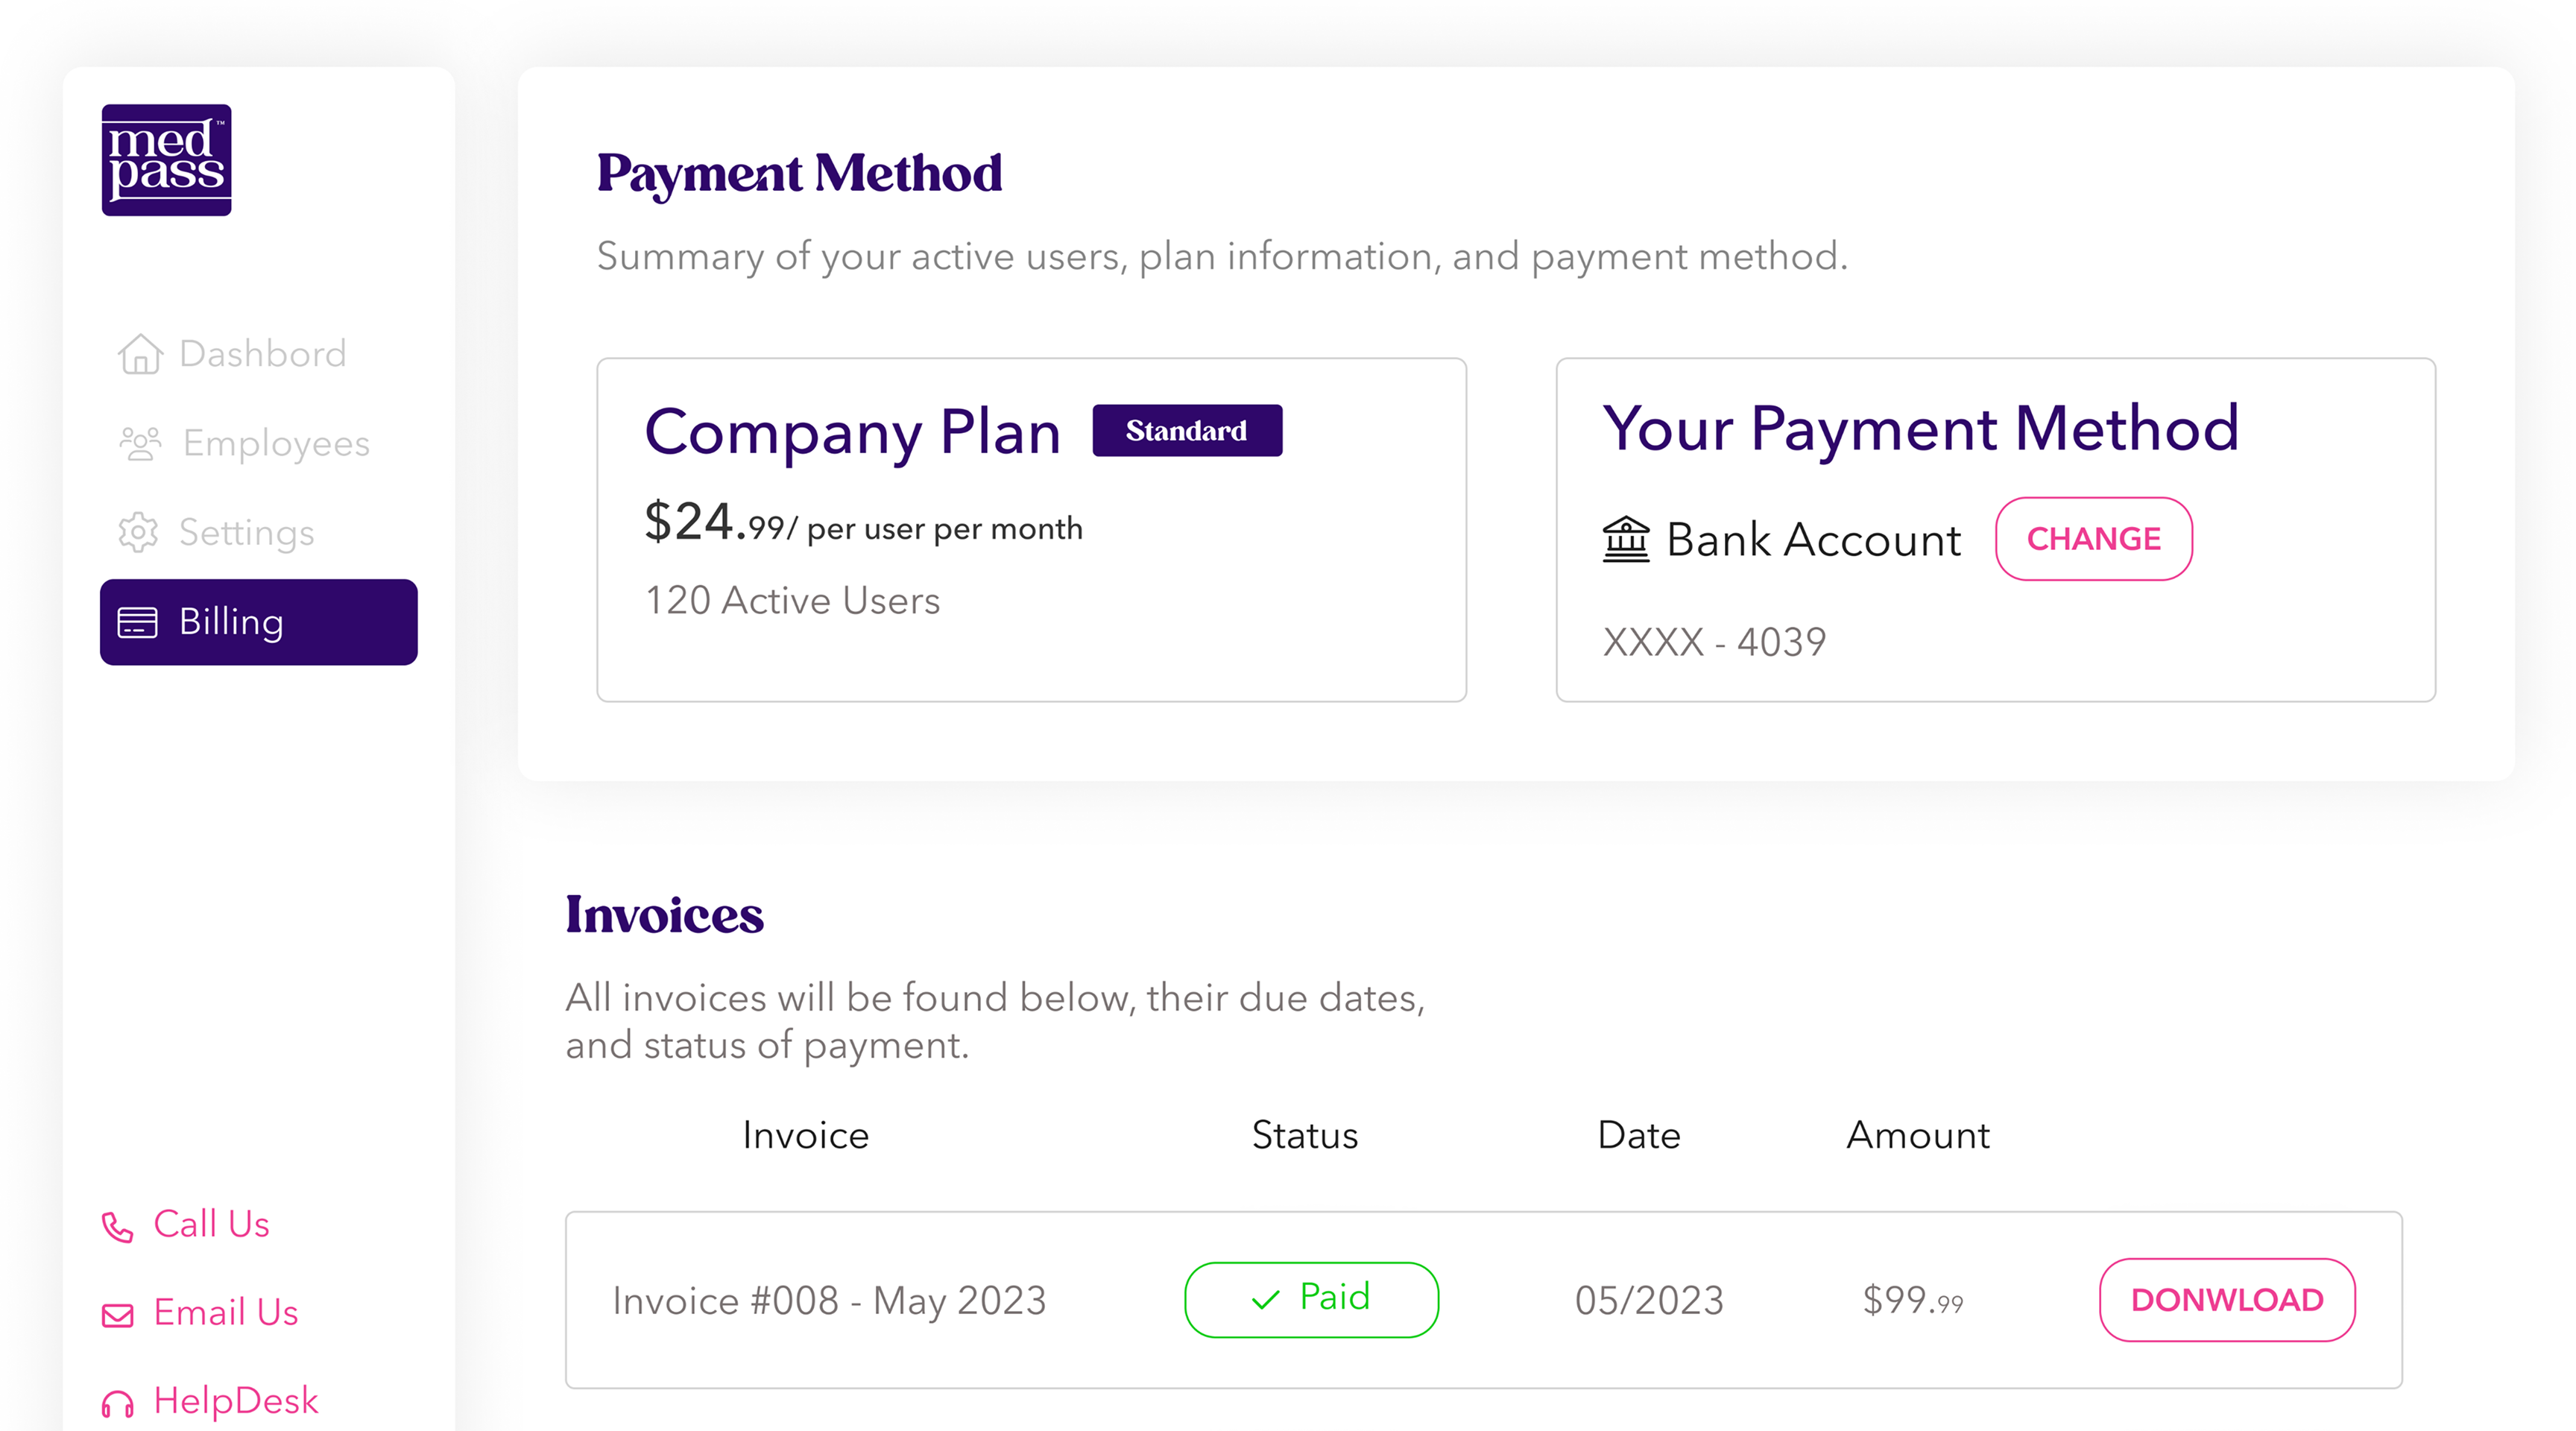 med™
pass
Dashbord
Employees
Settings
Billing
Call Us
Email Us
HelpDesk
Payment Method
Summary of your active users, plan information, and payment method.
Company Plan Standard
$24.99/ per user per month
120 Active Users
Your Payment Method
Bank Account CHANGE
XXXX - 4039
Invoices
All invoices will be found below, their due dates,
and status of payment.
Invoice Status Date Amount
Invoice #008 - May 2023 Paid 05/2023 $99.99 DONWLOAD